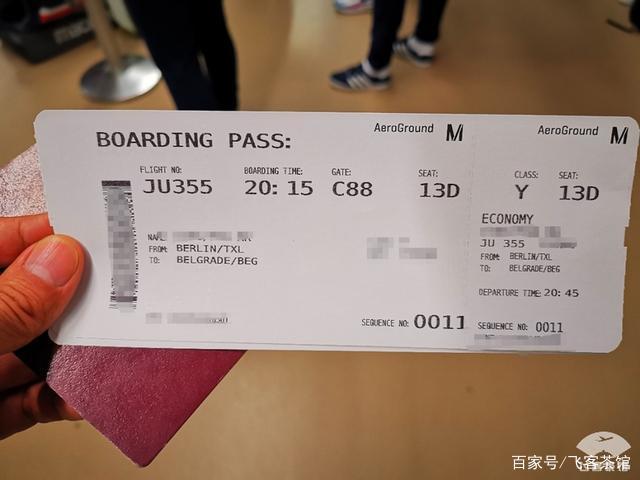 AeroGround M
AeroGround M
BOARDING PASS:
FLIGHT NO: BOARDING TIME: GATE: SEAT:
JU355 20:15 C88 13D
CLASS: SEAT:
Y 13D
ECONOMY
NAME:
FROM: BERLIN/TXL
TO: BELGRADE/BEG
JU 355
FROM: BERLIN/TXL
TO: BELGRADE/BEG
DEPARTURE TIME: 20:45
SEQUENCE NO: 0011
SEQUENCE NO: 0011
百家号/飞客茶馆